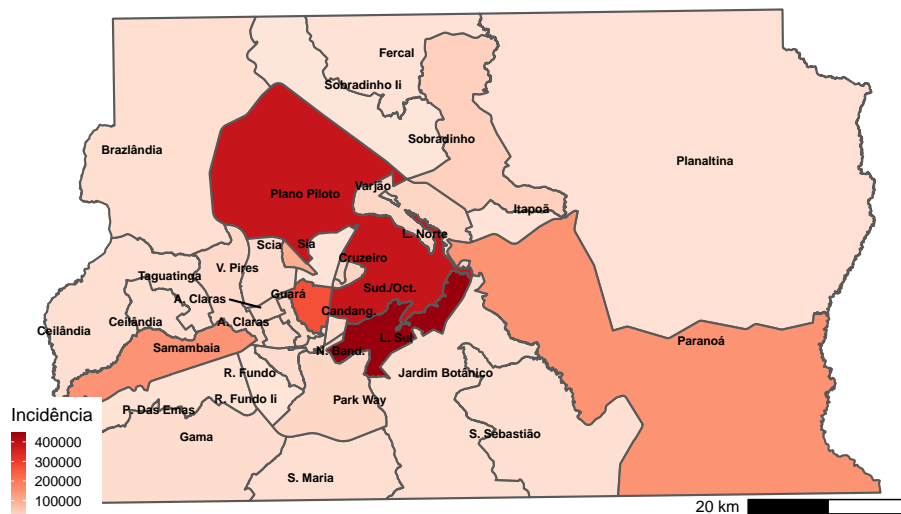 Fercal
Sobradinho Ii
Sobradinho
Brazlândia
Planaltina
Varjão
Plano Piloto
Itapoã
L. Norte
Scia
Sia
Cruzeiro
V. Pires
Taguatinga
Sud./Oct.
Guará
A. Claras
Candang.
Ceilândia
Ceilândia
A. Claras
L. Sul
Paranoá
Samambaia
N. Band.
R. Fundo
Jardim Botânico
R. Fundo Ii
Park Way
P. Das Emas
Incidência
400000
300000
200000
100000
Gama
S. Sebastião
S. Maria
20 km